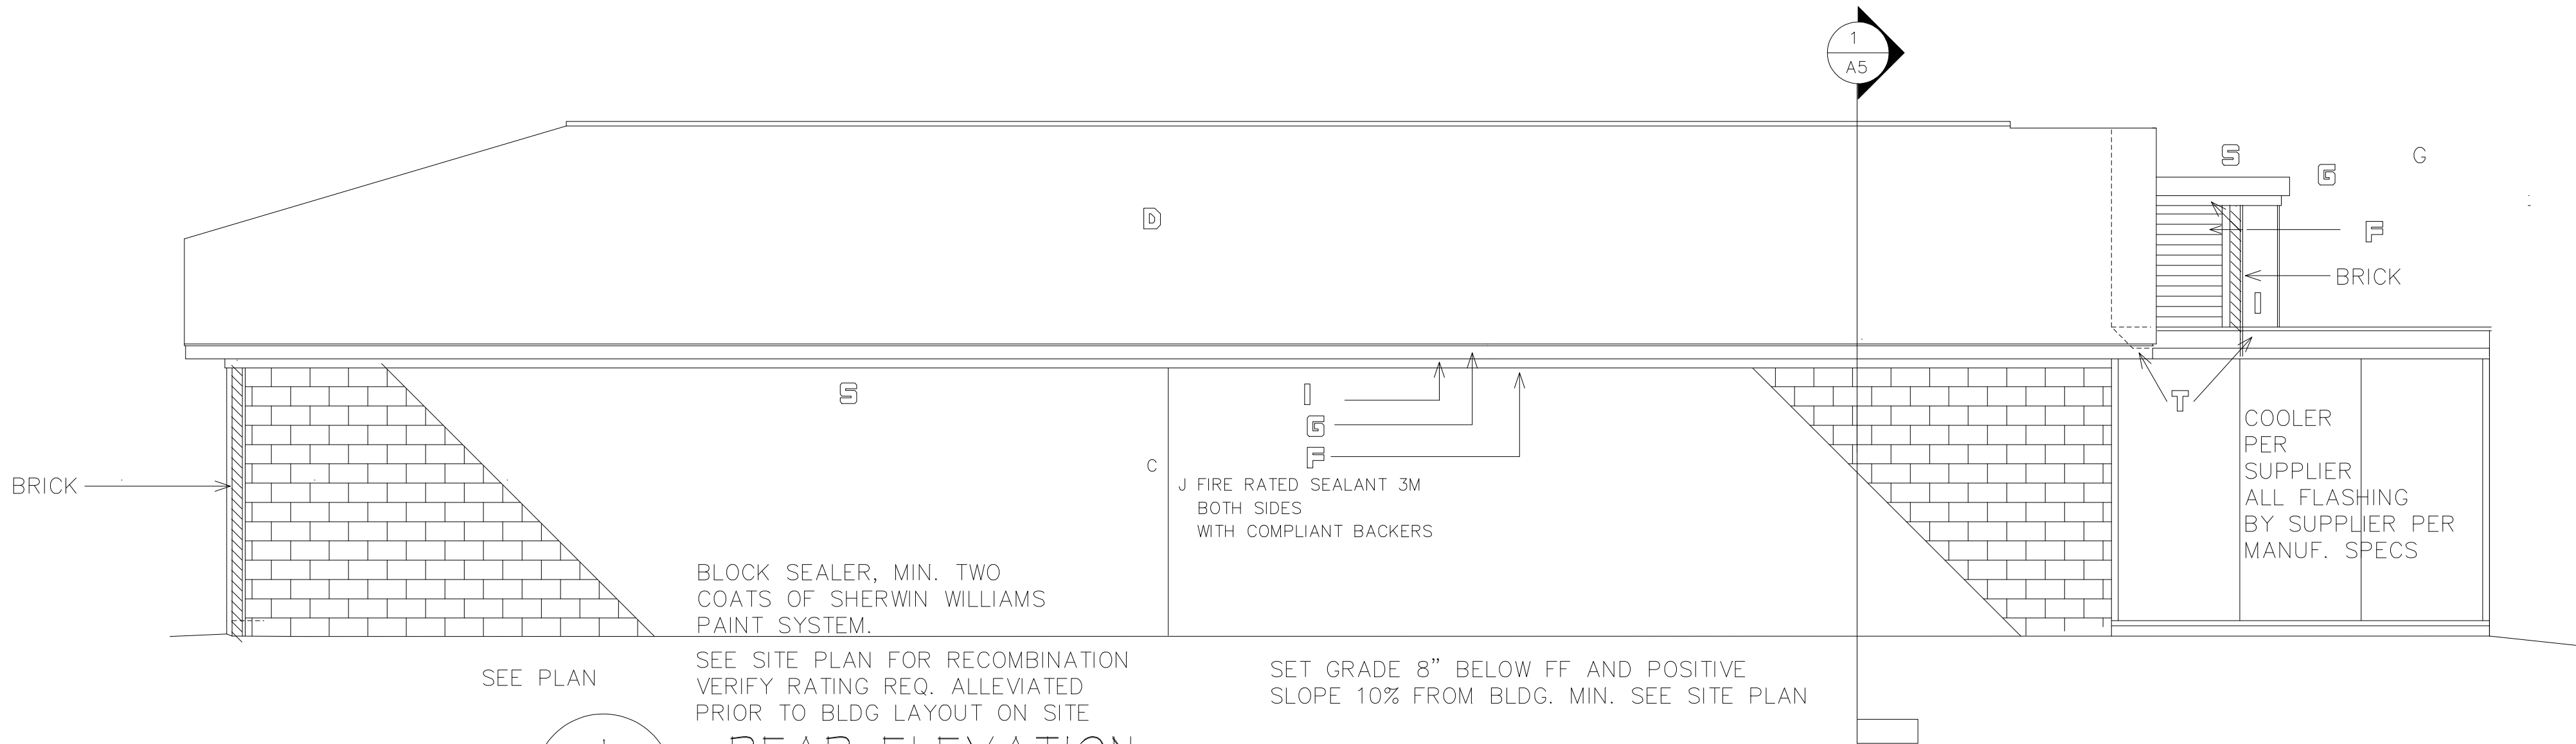 1
A5
S
G
G
D
F
BRICK
I
S
I
G
F
T
COOLER
PER
SUPPLIER
ALL FLASHING
BY SUPPLIER PER
MANUF. SPECS
C
J FIRE RATED SEALANT 3M
BOTH SIDES
WITH COMPLIANT BACKERS
BRICK
BLOCK SEALER, MIN. TWO
COATS OF SHERWIN WILLIAMS
PAINT SYSTEM.
SEE PLAN
SEE SITE PLAN FOR RECOMBINATION
VERIFY RATING REQ. ALLEVIATED
PRIOR TO BLDG LAYOUT ON SITE
SET GRADE 8" BELOW FF AND POSITIVE
SLOPE 10% FROM BLDG. MIN. SEE SITE PLAN
REAR ELEVATION